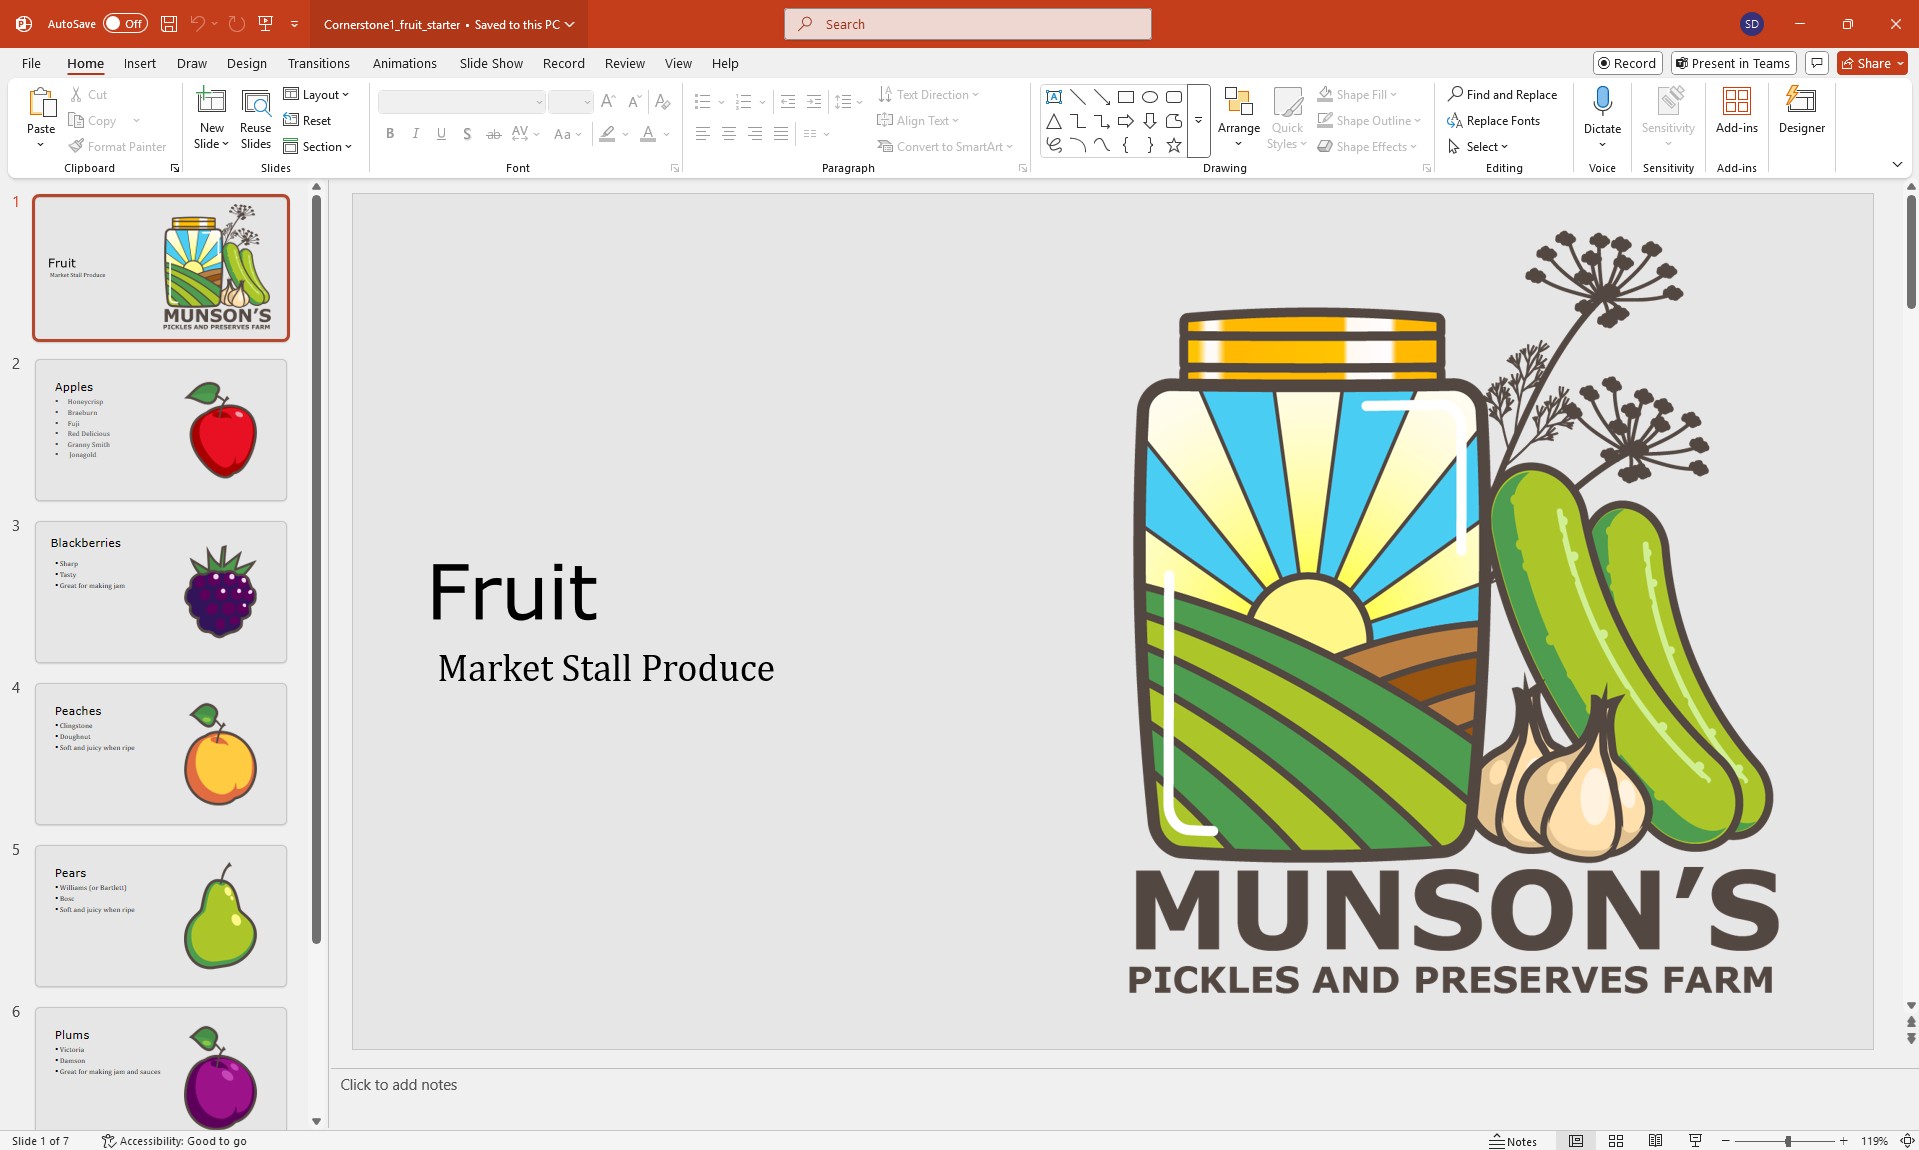 AutoSave Off Cornerstone1_fruit_starter • Saved to this PC Search SD
File Home Insert Draw Design Transitions Animations Slide Show Record Review View Help Record Present in Teams Share
Paste
Cut
Copy
Format Painter
Clipboard
New Slide
Reuse Slides
Layout
Reset
Section
Slides
B I U S ab AV Aa A
Font
Text Direction
Align Text
Convert to SmartArt
Paragraph
Arrange
Quick Styles
Shape Fill
Shape Outline
Shape Effects
Drawing
Find and Replace
Replace Fonts
Select
Editing
Dictate
Voice
Sensitivity
Sensitivity
Add-ins
Add-ins
Designer
1
Fruit
Market Stall Produce
MUNSON'S
PICKLES AND PRESERVES FARM
2
Apples
• Honeycrisp
• Braeburn
• Fuji
• Red Delicious
• Granny Smith
• Jonagold
3
Blackberries
• Sharp
• Tasty
• Great for making jam
4
Peaches
• Clingstone
• Doughnut
• Soft and juicy when ripe
5
Pears
• Williams (or Bartlett)
• Bosc
• Soft and juicy when ripe
6
Plums
• Victoria
• Damson
• Great for making jam and sauces
Fruit
Market Stall Produce
MUNSON'S
PICKLES AND PRESERVES FARM
Click to add notes
Slide 1 of 7 Accessibility: Good to go Notes 119%